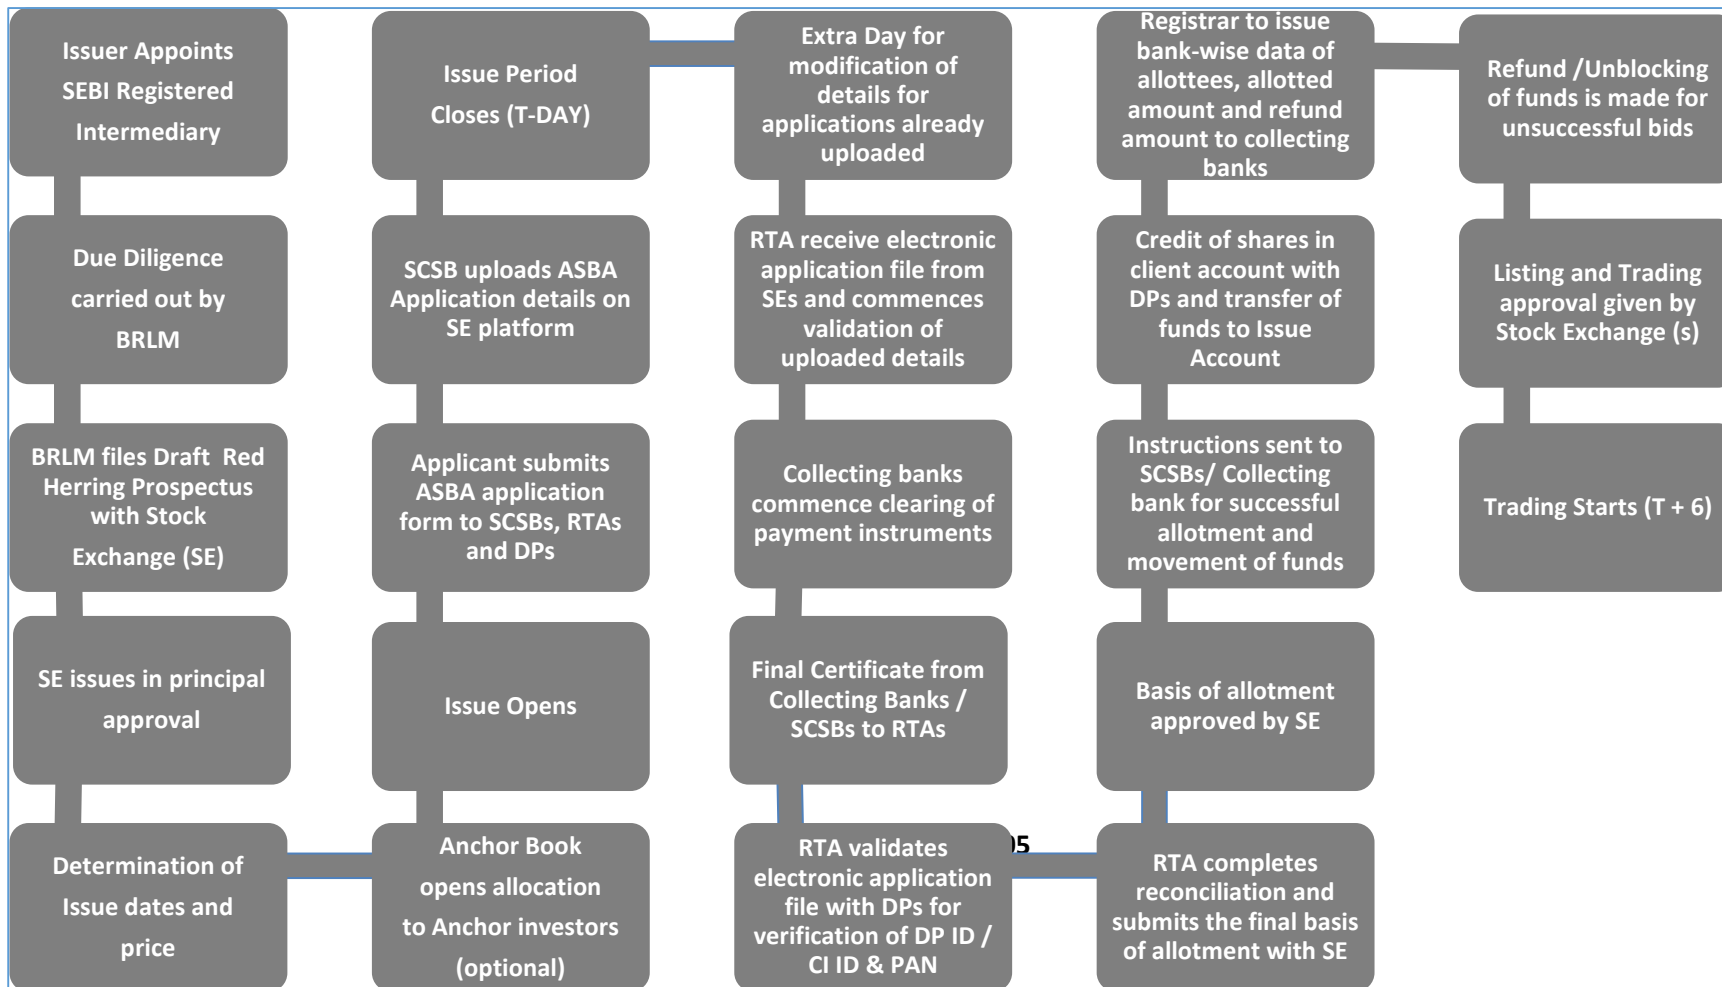 Issuer Appoints
SEBI Registered
Intermediary
Due Diligence
carried out by
BRLM
BRLM files Draft Red
Herring Prospectus
with Stock
Exchange (SE)
SE issues in principal
approval
Determination of
Issue dates and
price
Anchor Book
opens allocation
to Anchor investors
(optional)
Issue Opens
Applicant submits
ASBA application
form to SCSBs, RTAs
and DPs
SCSB uploads ASBA
Application details on
SE platform
Issue Period
Closes (T-DAY)
Extra Day for
modification of
details for
applications already
uploaded
RTA receive electronic
application file from
SEs and commences
validation of
uploaded details
Collecting banks
commence clearing of
payment instruments
Final Certificate from
Collecting Banks /
SCSBs to RTAs
RTA validates
electronic application
file with DPs for
verification of DP ID /
CI ID & PAN
RTA completes
reconciliation and
submits the final basis
of allotment with SE
Basis of allotment
approved by SE
Instructions sent to
SCSBs/ Collecting
bank for successful
allotment and
movement of funds
Credit of shares in
client account with
DPs and transfer of
funds to Issue
Account
Registrar to issue
bank-wise data of
allottees, allotted
amount and refund
amount to collecting
banks
Refund /Unblocking
of funds is made for
unsuccessful bids
Listing and Trading
approval given by
Stock Exchange (s)
Trading Starts (T + 6)